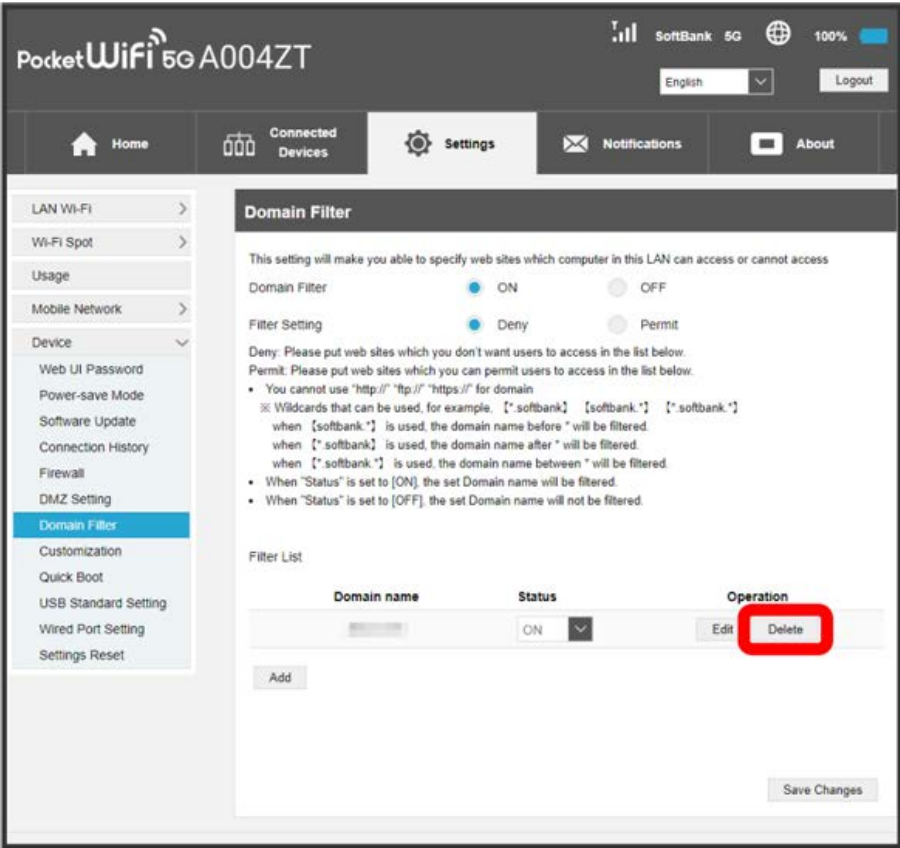 PocketWiFi 5G A004ZT
SoftBank 5G 100%
English
Logout
Home
Connected
Devices
Settings
Notifications
About
LAN Wi-Fi
Wi-Fi Spot
Usage
Mobile Network
Device
Web UI Password
Power-save Mode
Software Update
Connection History
Firewall
DMZ Setting
Domain Filter
Customization
Quick Boot
USB Standard Setting
Wired Port Setting
Settings Reset
Domain Filter
This setting will make you able to specify web sites which computer in this LAN can access or cannot access
Domain Filter ON OFF
Filter Setting Deny Permit
Deny: Please put web sites which you don't want users to access in the list below.
Permit: Please put web sites which you can permit users to access in the list below.
• You cannot use "http://" "ftp://" "https://" for domain
※ Wildcards that can be used, for example, 【*.softbank】 【softbank.*】 【*.softbank.*】
when 【softbank.*】 is used, the domain name before * will be filtered.
when 【*.softbank】 is used, the domain name after * will be filtered.
when 【*.softbank.*】 is used, the domain name between * will be filtered.
• When "Status" is set to [ON], the set Domain name will be filtered.
• When "Status" is set to [OFF], the set Domain name will not be filtered.
Filter List
Domain name Status Operation
ON Edit Delete
Add
Save Changes